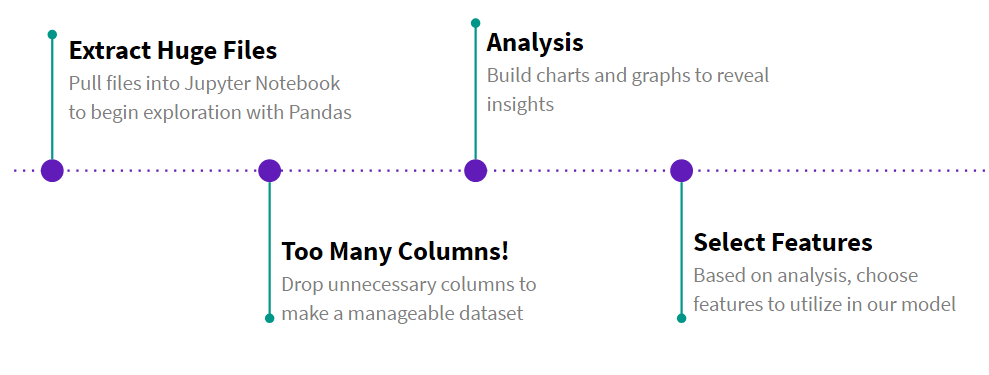 Extract Huge Files
Pull files into Jupyter Notebook
to begin exploration with Pandas
Too Many Columns!
Drop unnecessary columns to
make a manageable dataset
Analysis
Build charts and graphs to reveal
insights
Select Features
Based on analysis, choose
features to utilize in our model